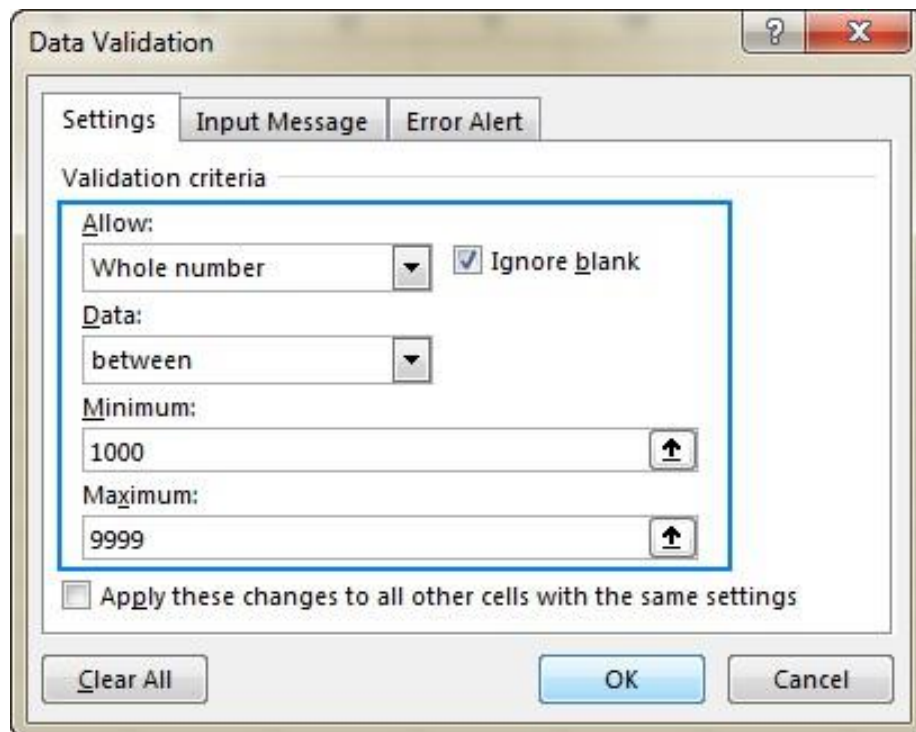 Data Validation ?
Settings Input Message Error Alert
Validation criteria
Allow:
Whole number Ignore blank
Data:
between
Minimum:
1000
Maximum:
9999
Apply these changes to all other cells with the same settings
Clear All OK Cancel